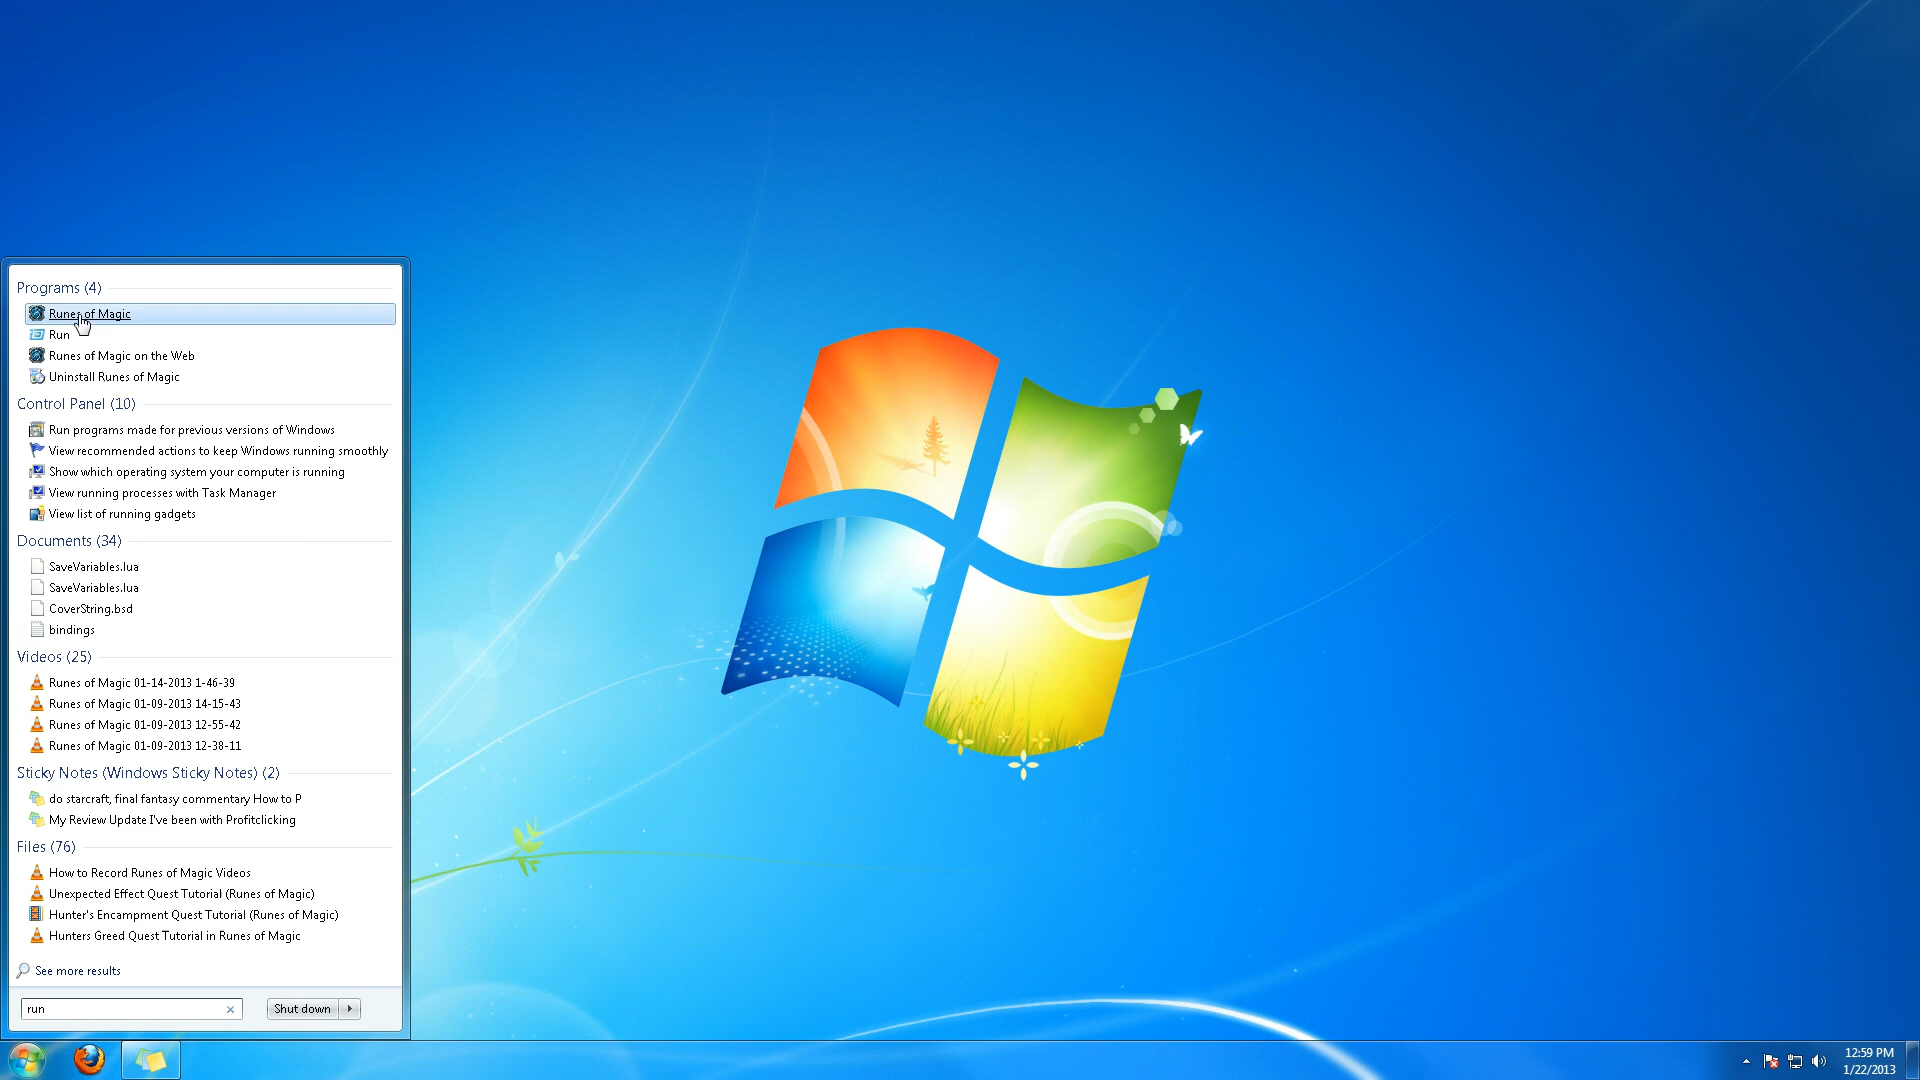 Programs (4)
Runes of Magic
Run
Runes of Magic on the Web
Uninstall Runes of Magic
Control Panel (10)
Run programs made for previous versions of Windows
View recommended actions to keep Windows running smoothly
Show which operating system your computer is running
View running processes with Task Manager
View list of running gadgets
Documents (34)
SaveVariables.lua
SaveVariables.lua
CoverString.bsd
bindings
Videos (25)
Runes of Magic 01-14-2013 1-46-39
Runes of Magic 01-09-2013 14-15-43
Runes of Magic 01-09-2013 12-55-42
Runes of Magic 01-09-2013 12-38-11
Sticky Notes (Windows Sticky Notes) (2)
do starcraft, final fantasy commentary How to P
My Review Update I've been with Profitclicking
Files (76)
How to Record Runes of Magic Videos
Unexpected Effect Quest Tutorial (Runes of Magic)
Hunter's Encampment Quest Tutorial (Runes of Magic)
Hunters Greed Quest Tutorial in Runes of Magic
See more results
run
Shut down
12:59 PM
1/22/2013